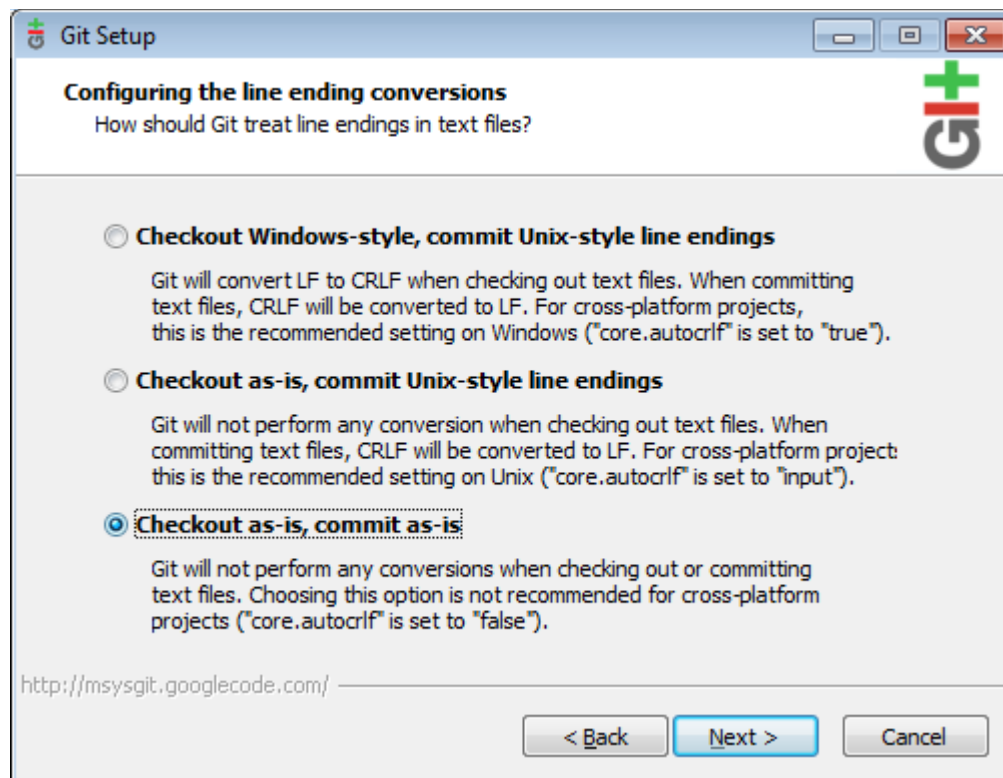 Git Setup
Configuring the line ending conversions
How should Git treat line endings in text files?
GIt
Checkout Windows-style, commit Unix-style line endings
Git will convert LF to CRLF when checking out text files. When committing
text files, CRLF will be converted to LF. For cross-platform projects,
this is the recommended setting on Windows ("core.autocrlf" is set to "true").
Checkout as-is, commit Unix-style line endings
Git will not perform any conversion when checking out text files. When
committing text files, CRLF will be converted to LF. For cross-platform project:
this is the recommended setting on Unix ("core.autocrlf" is set to "input").
Checkout as-is, commit as-is
Git will not perform any conversions when checking out or committing
text files. Choosing this option is not recommended for cross-platform
projects ("core.autocrlf" is set to "false").
http://msysgit.googlecode.com/
< Back
Next >
Cancel